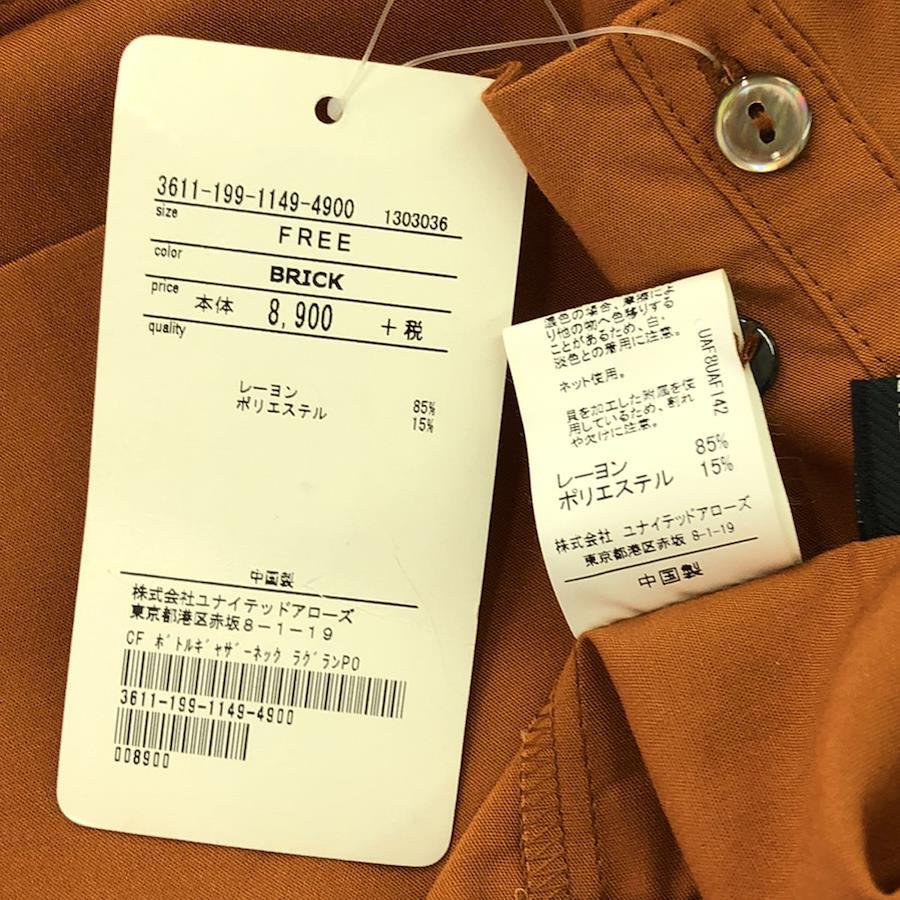 3611-199-1149-4900 1303036
size
FREE
color
BRICK
price 本体 8,900 +税
quality
レーヨン 85%
ポリエステル 15%
中国製
株式会社ユナイテッドアローズ
東京都港区赤坂8-1-19
CF ボトルギャザーネック ラグランPO
3611-199-1149-4900
008900
濃色の場合、摩擦によ
り他の物へ色移りする
ことがあるため、白、
淡色との着用に注意。
ネット使用。
貝を加工した附属を使
用しているため、割れ
や欠けに注意。
UAF8UAF142
レーヨン 85%
ポリエステル 15%
株式会社 ユナイテッドアローズ
東京都港区赤坂 8-1-19
中国製